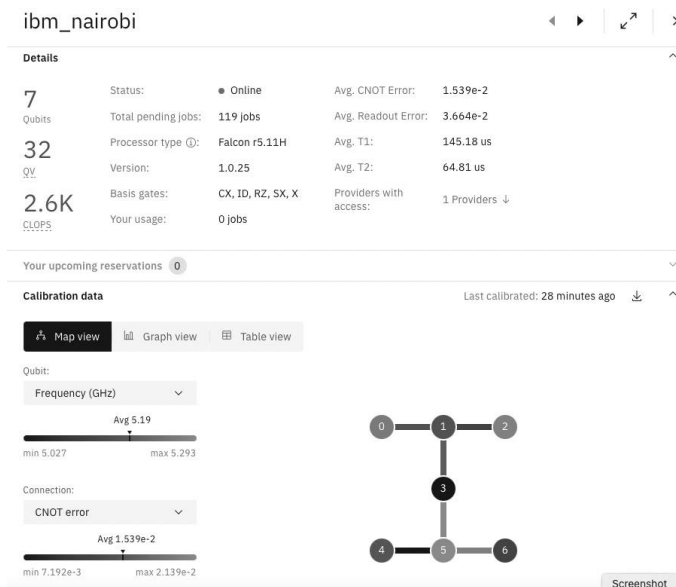 ibm_nairobi
Details
7
Qubits
32
QV
2.6K
CLOPS
Status: Online
Total pending jobs: 119 jobs
Processor type ⓘ: Falcon r5.11H
Version: 1.0.25
Basis gates: CX, ID, RZ, SX, X
Your usage: 0 jobs
Avg. CNOT Error: 1.539e-2
Avg. Readout Error: 3.664e-2
Avg. T1: 145.18 us
Avg. T2: 64.81 us
Providers with access: 1 Providers ↓
Your upcoming reservations 0
Calibration data
Last calibrated: 28 minutes ago
Map view Graph view Table view
Qubit:
Frequency (GHz)
Avg 5.19
min 5.027 max 5.293
Connection:
CNOT error
Avg 1.539e-2
min 7.192e-3 max 2.139e-2
0 1 2
3
4 5 6
Screenshot